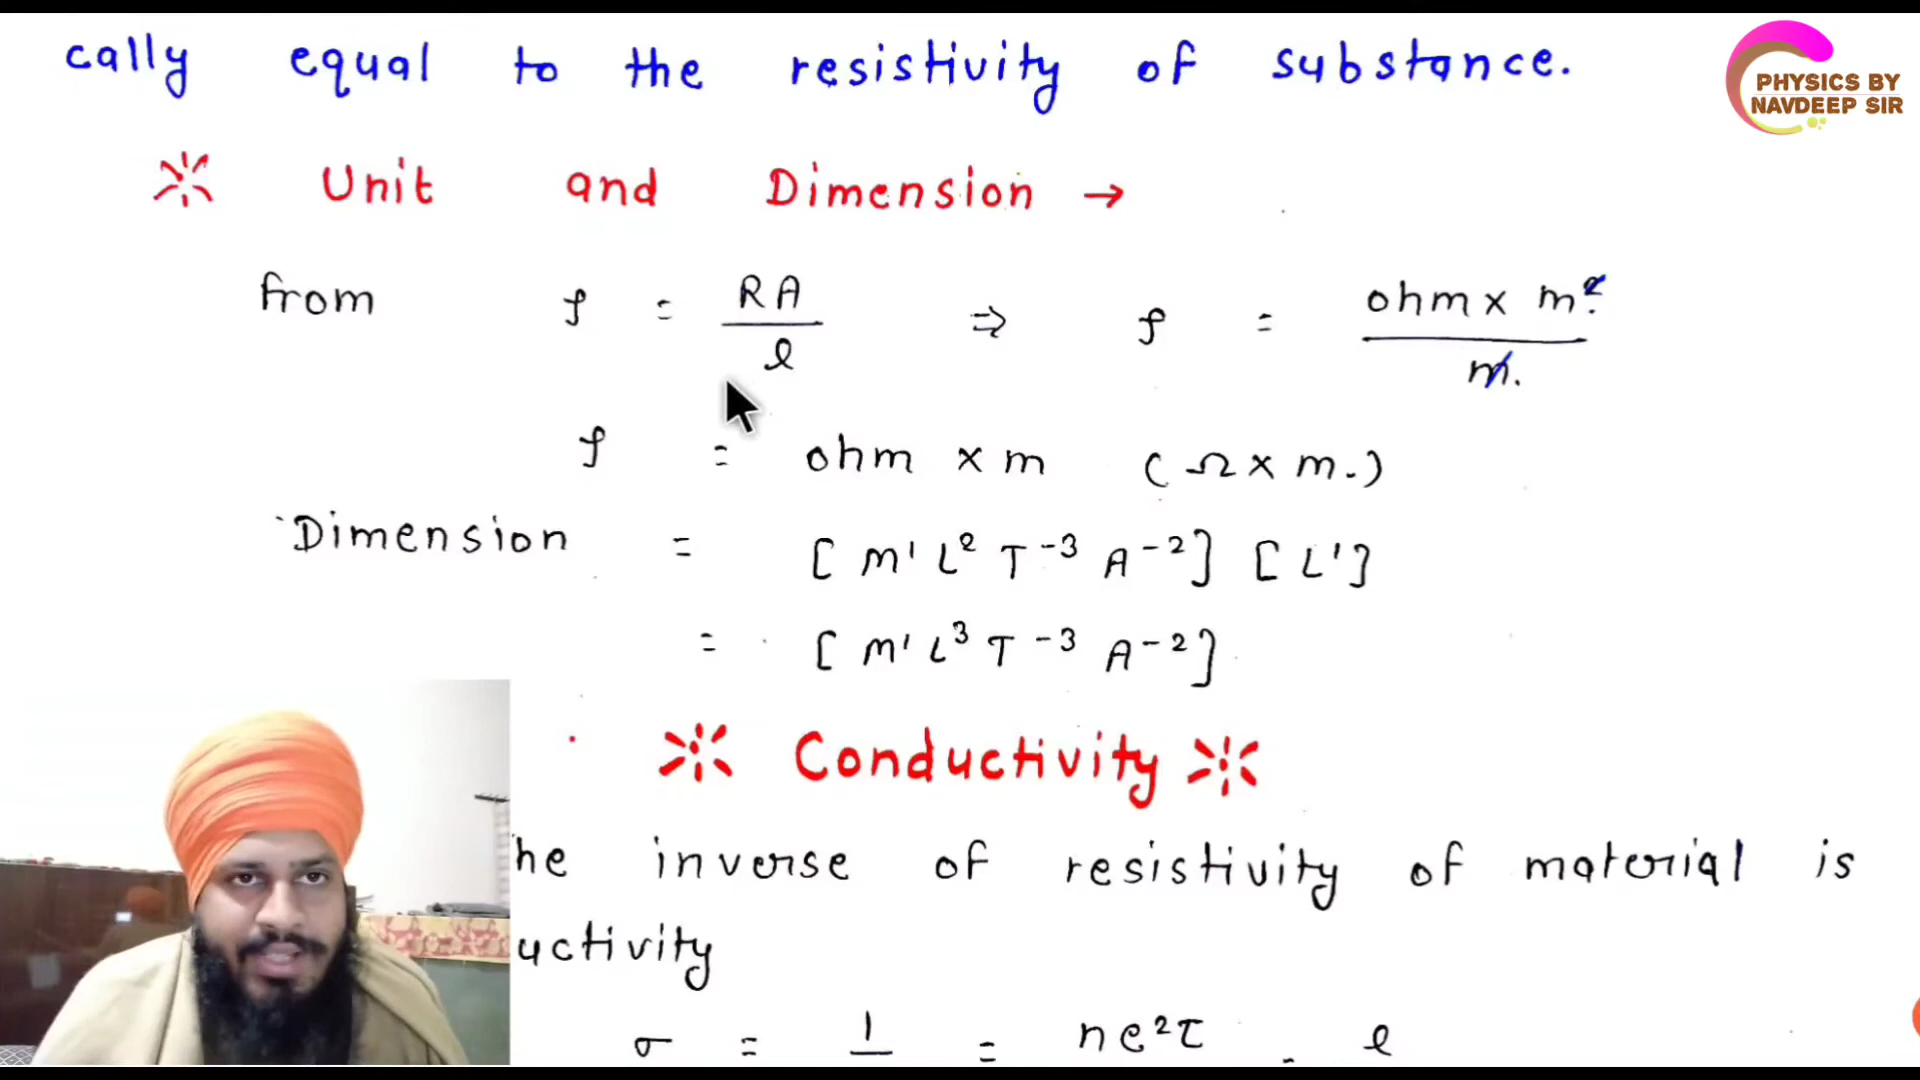 cally equal to the resistivity of substance.
PHYSICS BY
NAVDEEP SIR
Unit and Dimension →
from ρ = RA / l ⇒ ρ = ohm x m² / m.
ρ = ohm x m (Ω x m.)
Dimension = [M¹ L² T⁻³ A⁻²] [L¹]
= [M¹ L³ T⁻³ A⁻²]
Conductivity
he inverse of resistivity of material is
uctivity
σ = 1 = ne²τ = l